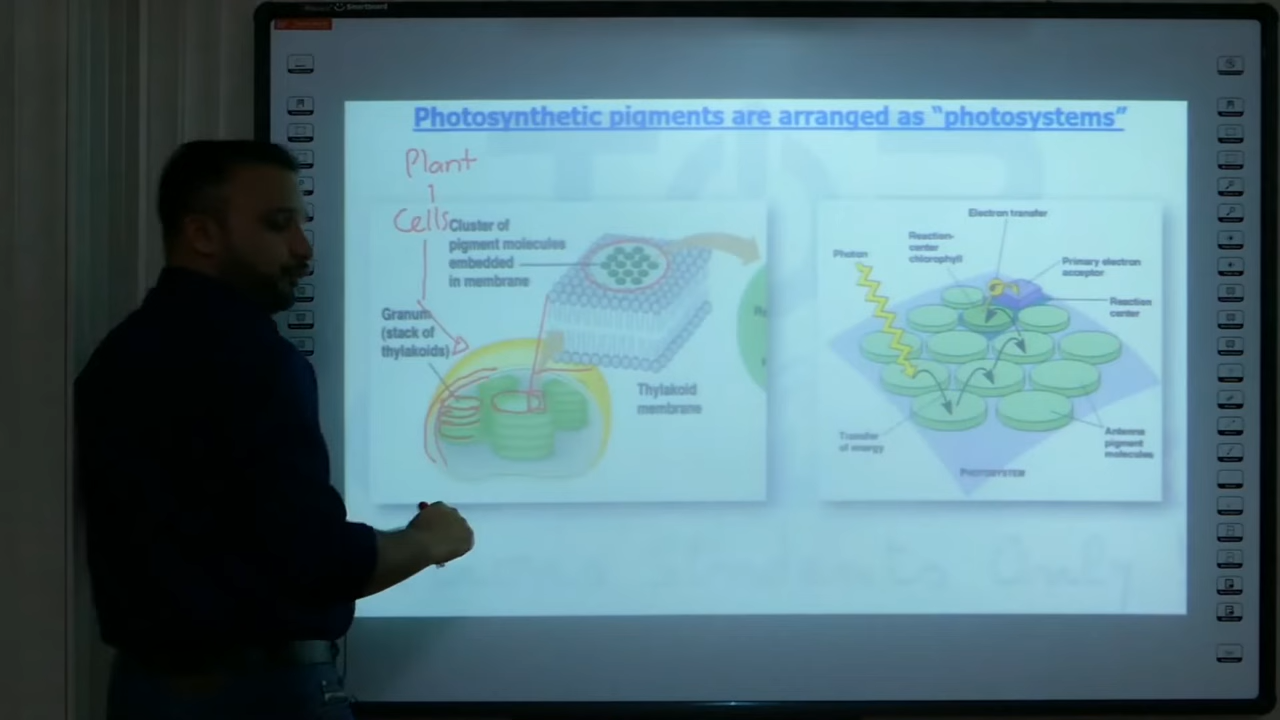 Smartboard
Photosynthetic pigments are arranged as “photosystems”
Plant
Cells
Cluster of
pigment molecules
embedded
in membrane
Granum
(stack of
thylakoids)
Thylakoid
membrane
Electron transfer
Reaction-
center
chlorophyll
Photon
Primary electron
acceptor
Reaction
center
Transfer
of energy
Antenna
pigment
molecules
PHOTOSYSTEM